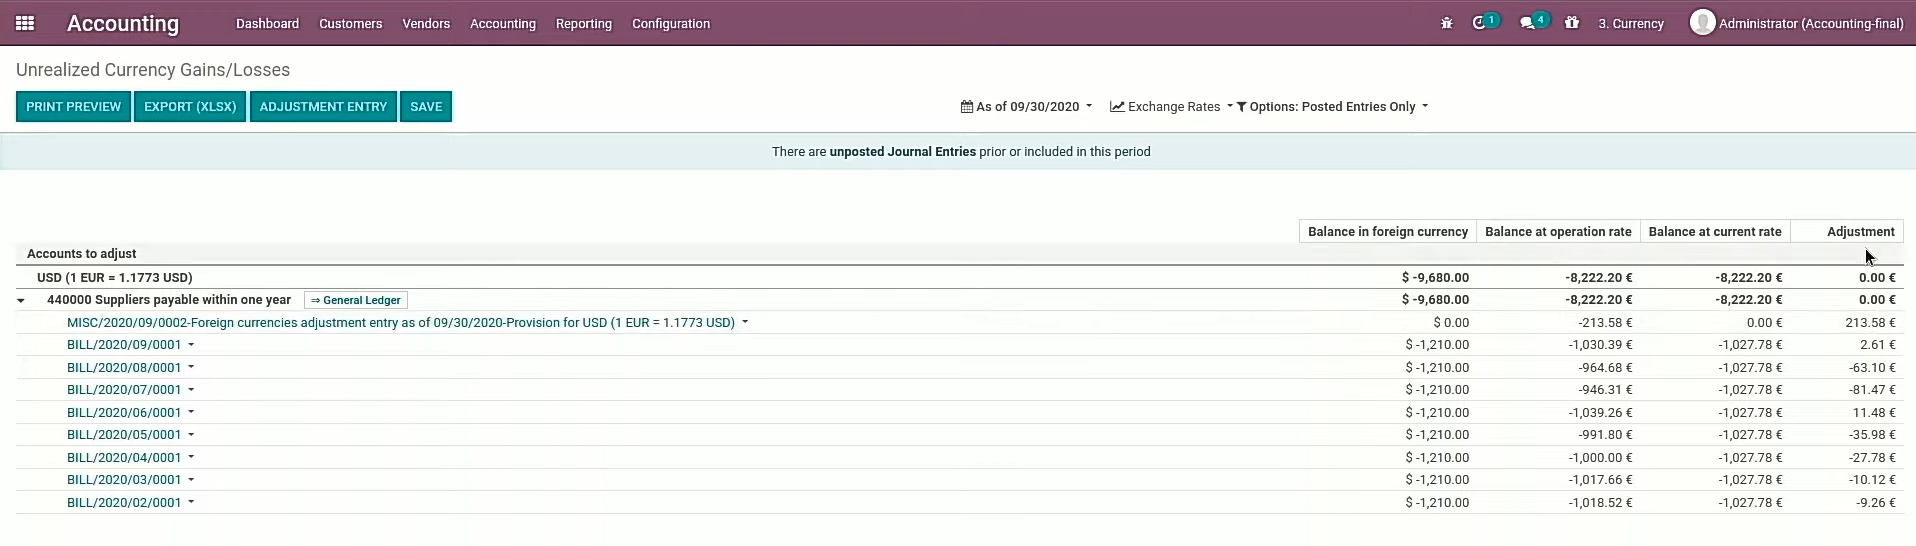 Accounting Dashboard Customers Vendors Accounting Reporting Configuration 1 4 3. Currency Administrator (Accounting-final)
Unrealized Currency Gains/Losses
PRINT PREVIEW EXPORT (XLSX) ADJUSTMENT ENTRY SAVE As of 09/30/2020 Exchange Rates Options: Posted Entries Only
There are unposted Journal Entries prior or included in this period
Balance in foreign currency Balance at operation rate Balance at current rate Adjustment
Accounts to adjust
USD (1 EUR = 1.1773 USD) $ -9,680.00 -8,222.20 € -8,222.20 € 0.00 €
440000 Suppliers payable within one year ⇒ General Ledger $ -9,680.00 -8,222.20 € -8,222.20 € 0.00 €
MISC/2020/09/0002-Foreign currencies adjustment entry as of 09/30/2020-Provision for USD (1 EUR = 1.1773 USD) $ 0.00 -213.58 € 0.00 € 213.58 €
BILL/2020/09/0001 $ -1,210.00 -1,030.39 € -1,027.78 € 2.61 €
BILL/2020/08/0001 $ -1,210.00 -964.68 € -1,027.78 € -63.10 €
BILL/2020/07/0001 $ -1,210.00 -946.31 € -1,027.78 € -81.47 €
BILL/2020/06/0001 $ -1,210.00 -1,039.26 € -1,027.78 € 11.48 €
BILL/2020/05/0001 $ -1,210.00 -991.80 € -1,027.78 € -35.98 €
BILL/2020/04/0001 $ -1,210.00 -1,000.00 € -1,027.78 € -27.78 €
BILL/2020/03/0001 $ -1,210.00 -1,017.66 € -1,027.78 € -10.12 €
BILL/2020/02/0001 $ -1,210.00 -1,018.52 € -1,027.78 € -9.26 €